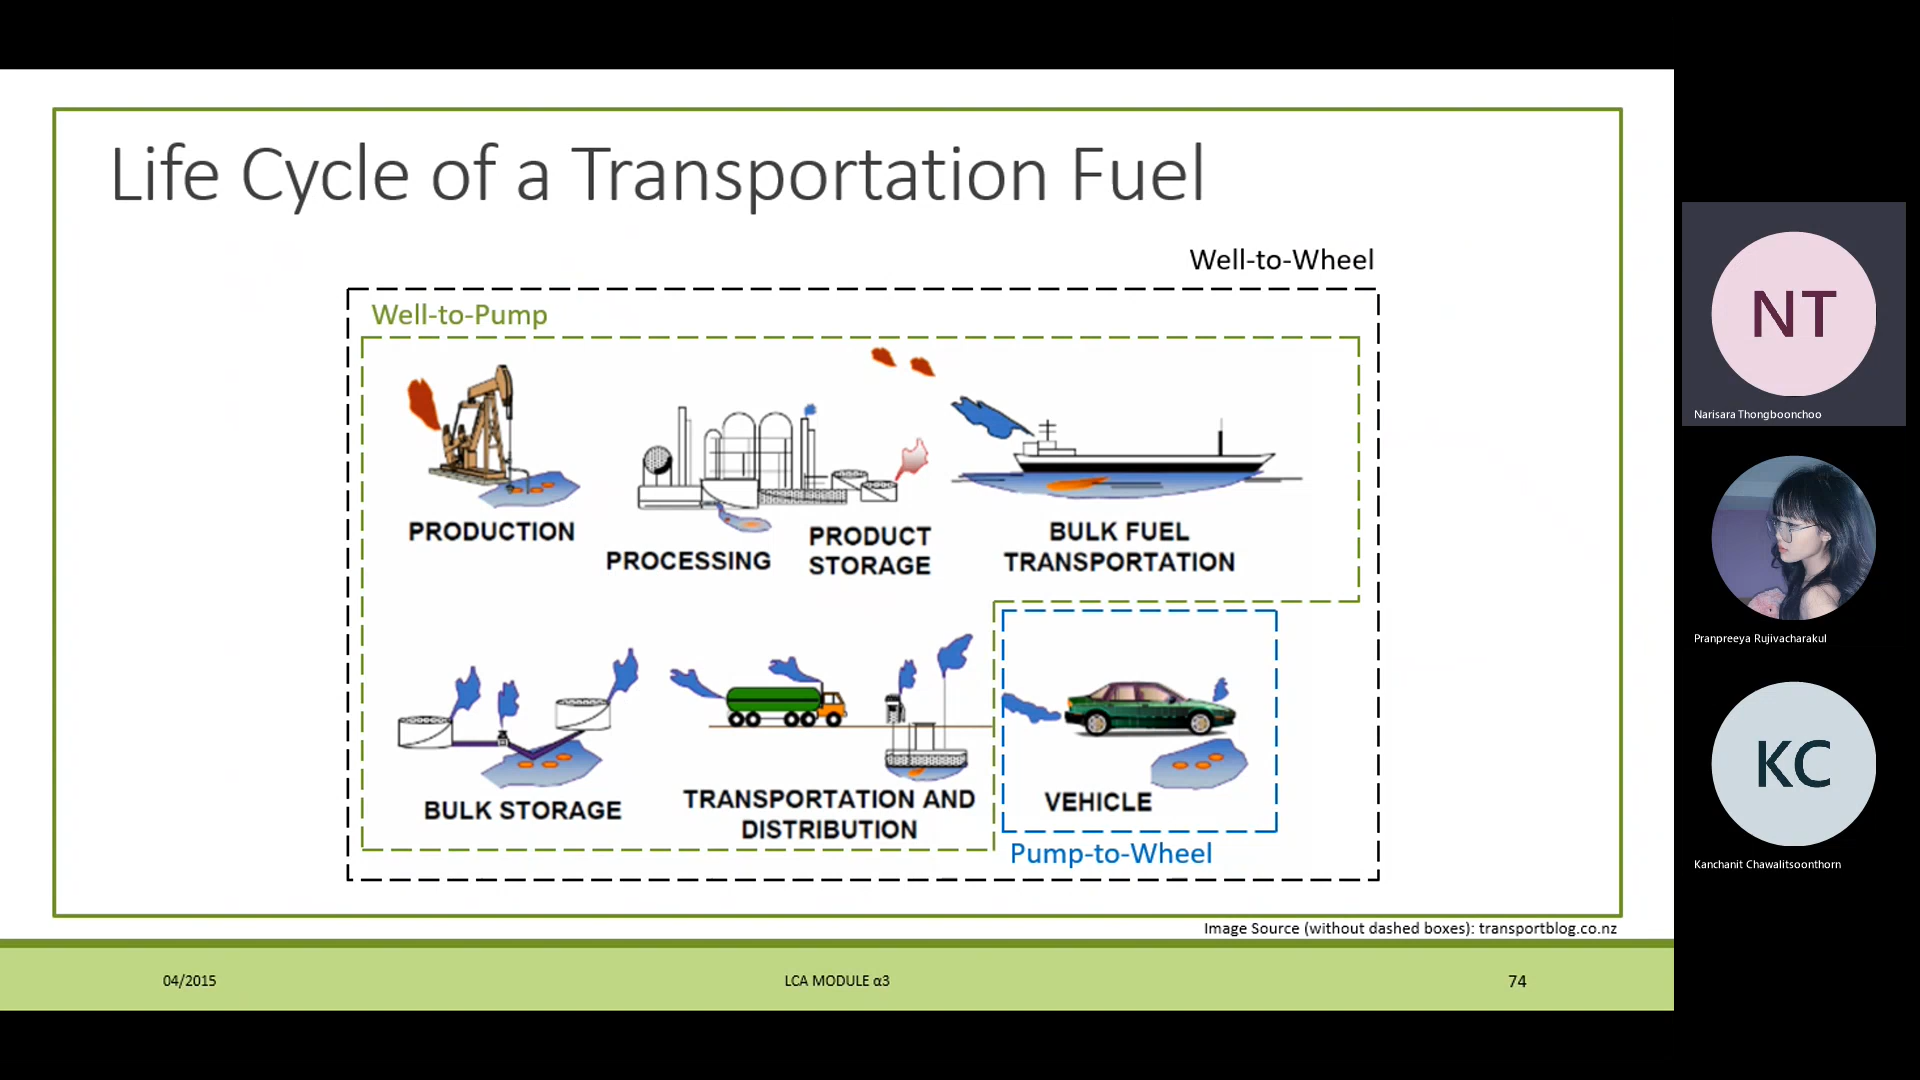 Life Cycle of a Transportation Fuel
Well-to-Wheel
Well-to-Pump
PRODUCTION
PROCESSING
PRODUCT
STORAGE
BULK FUEL
TRANSPORTATION
BULK STORAGE
TRANSPORTATION AND
DISTRIBUTION
VEHICLE
Pump-to-Wheel
Image Source (without dashed boxes): transportblog.co.nz
04/2015
LCA MODULE α3
74
NT
Narisara Thongboonchoo
Pranpreeya Rujivacharakul
KC
Kanchanit Chawalitsoonthorn